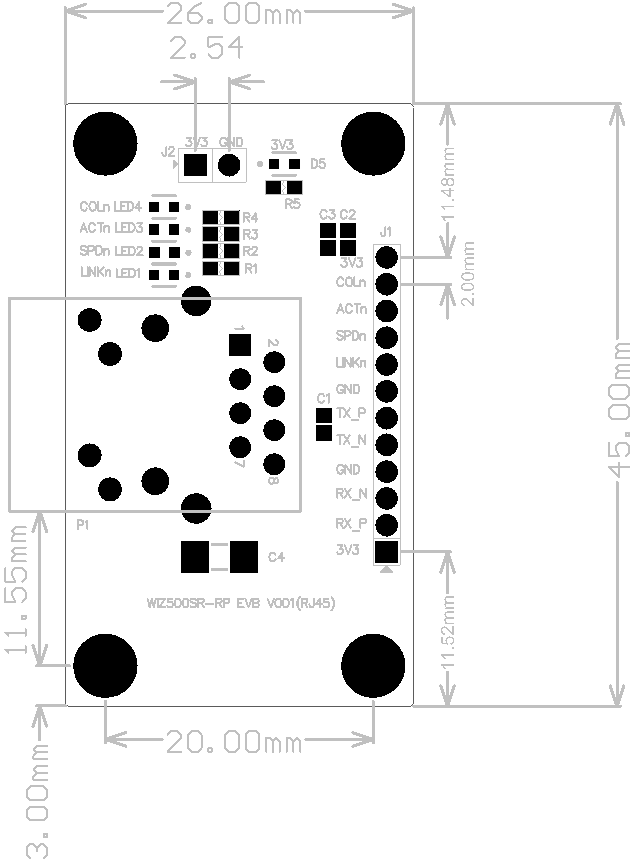 26.00mm
2.54
3V3 GND
J2
3V3
D5
R5
COLn LED4
ACTn LED3
SPDn LED2
LINKn LED1
R4
R3
R2
R1
C3 C2
J1
11.48mm
2.00mm
3V3
COLn
ACTn
SPDn
LINKn
GND
TX_P
TX_N
GND
RX_N
RX_P
3V3
1
2
7
8
C1
P1
C4
WIZ500SR-RP EVB V001(RJ45)
45.00mm
11.55mm
11.52mm
20.00mm
3.00mm